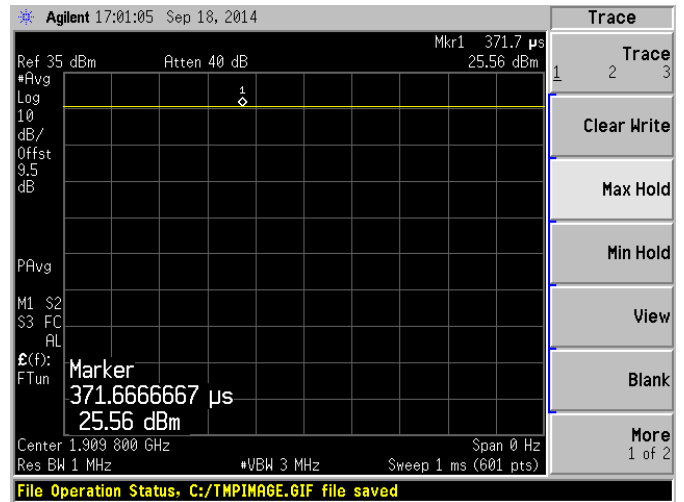 Agilent 17:01:05 Sep 18, 2014
Trace
Mkr1 371.7 µs
Ref 35 dBm Atten 40 dB 25.56 dBm
#Avg
Log
10
dB/
Offst
9.5
dB
1
PAvg
M1 S2
S3 FC
AL
£(f):
FTun
Marker
371.6666667 µs
25.56 dBm
Center 1.909 800 GHz Span 0 Hz
Res BW 1 MHz #VBW 3 MHz Sweep 1 ms (601 pts)
File Operation Status, C:/TMPIMAGE.GIF file saved
Trace
1 2 3
Clear Write
Max Hold
Min Hold
View
Blank
More
1 of 2